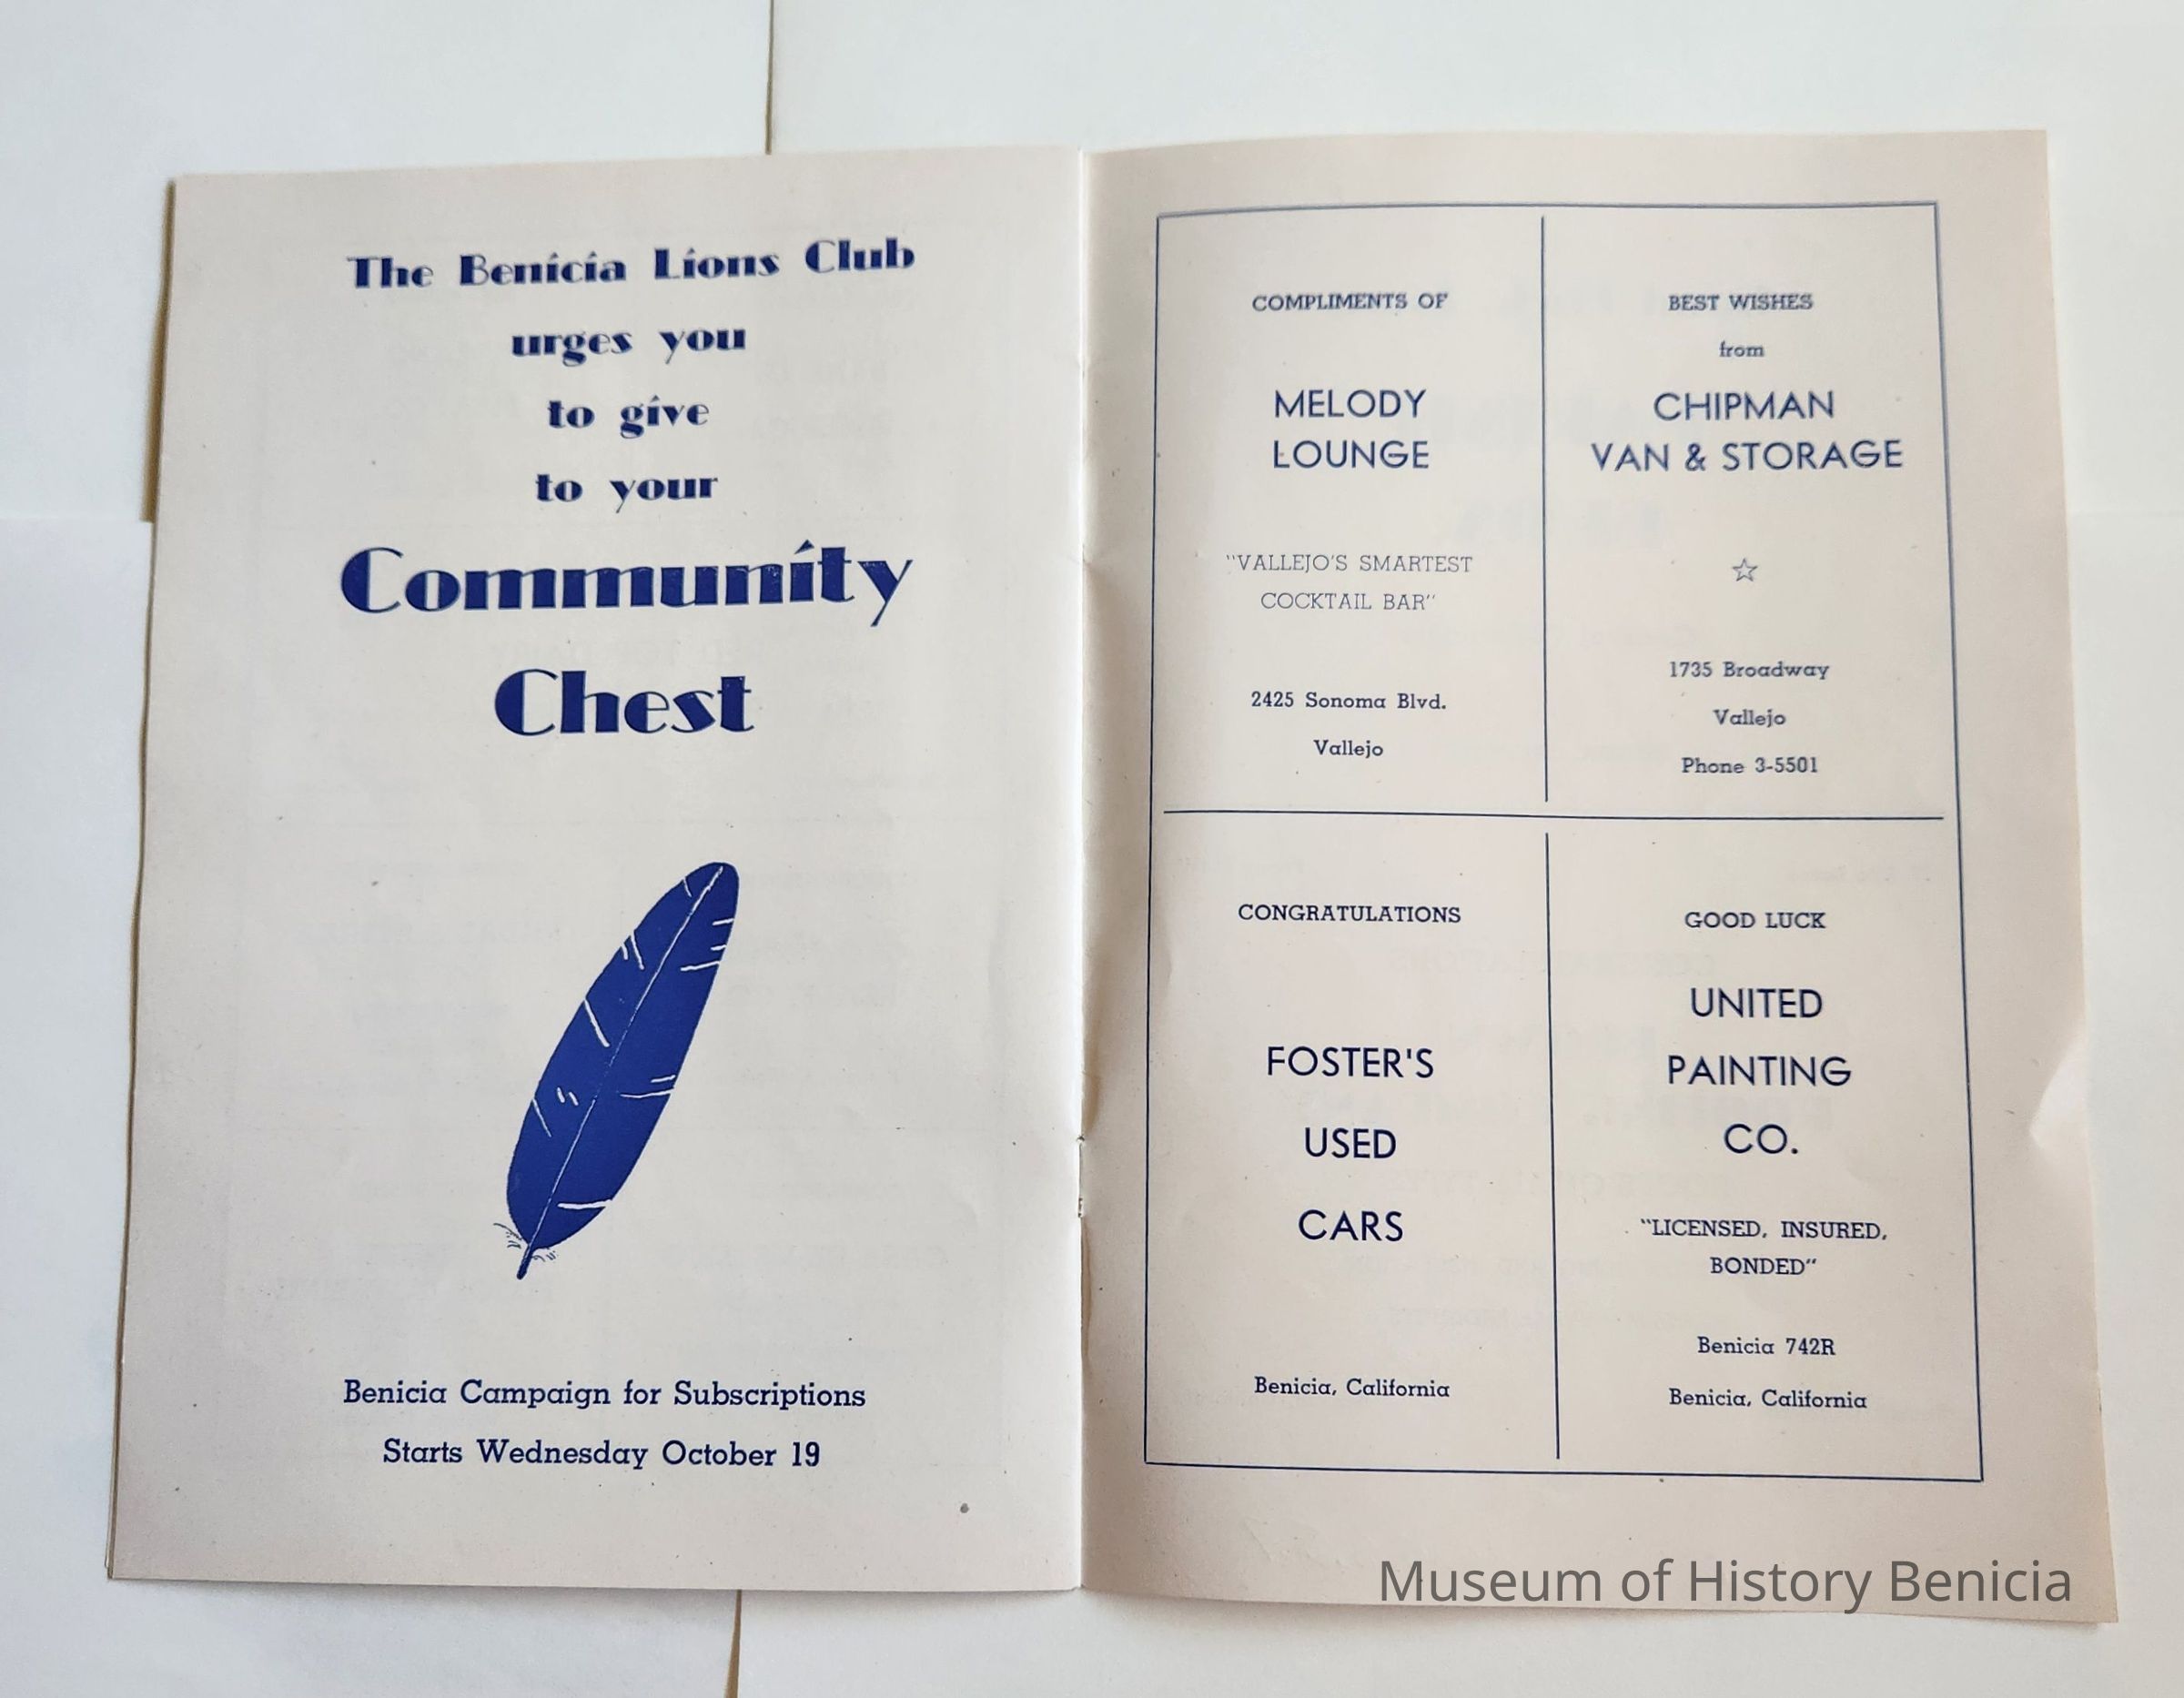 The Benicia Lions Club
urges you
to give
to your
Community
Chest
Benicia Campaign for Subscriptions
Starts Wednesday October 19
COMPLIMENTS OF
MELODY
LOUNGE
"VALLEJO'S SMARTEST
COCKTAIL BAR"
2425 Sonoma Blvd.
Vallejo
BEST WISHES
from
CHIPMAN
VAN & STORAGE
1735 Broadway
Vallejo
Phone 3-5501
CONGRATULATIONS
FOSTER'S
USED
CARS
Benicia, California
GOOD LUCK
UNITED
PAINTING
CO.
"LICENSED, INSURED,
BONDED"
Benicia 742R
Benicia, California
Museum of History Benicia